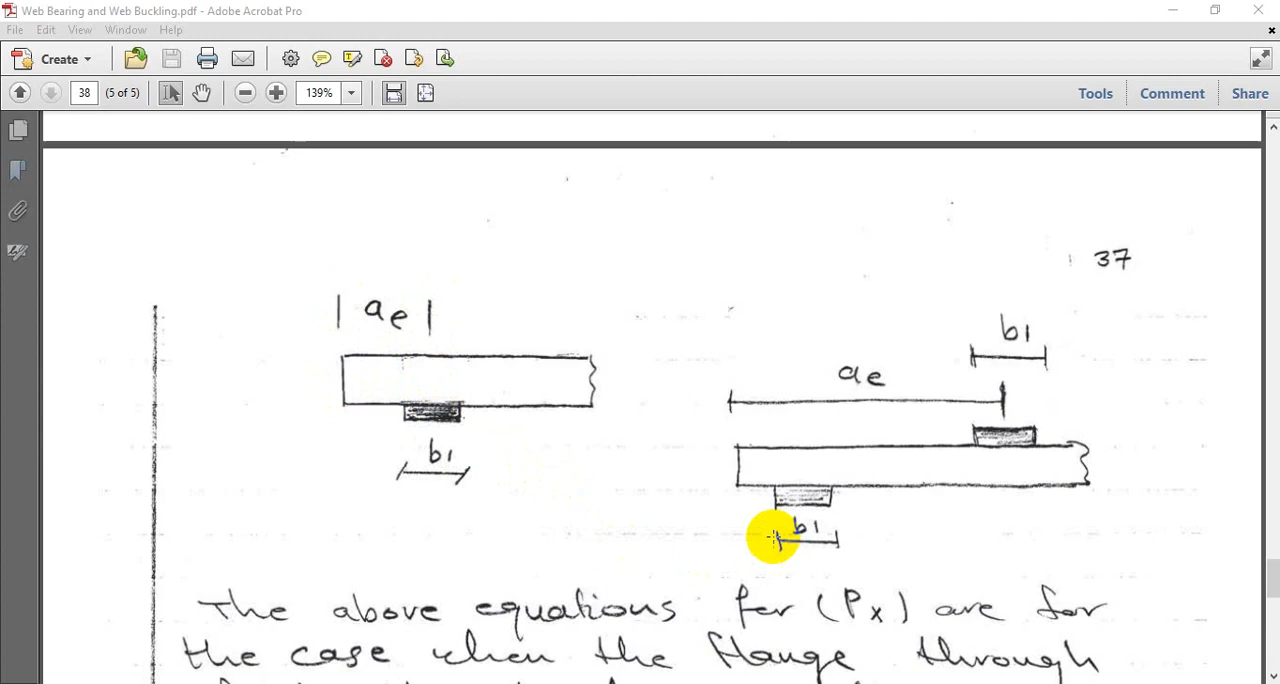 Web Bearing and Web Buckling.pdf - Adobe Acrobat Pro
File Edit View Window Help
Create
38 (5 of 5) 139% Tools Comment Share
37
ae
b1
ae
b1
b1
The above equations for (Px) are for
the case when the flange through